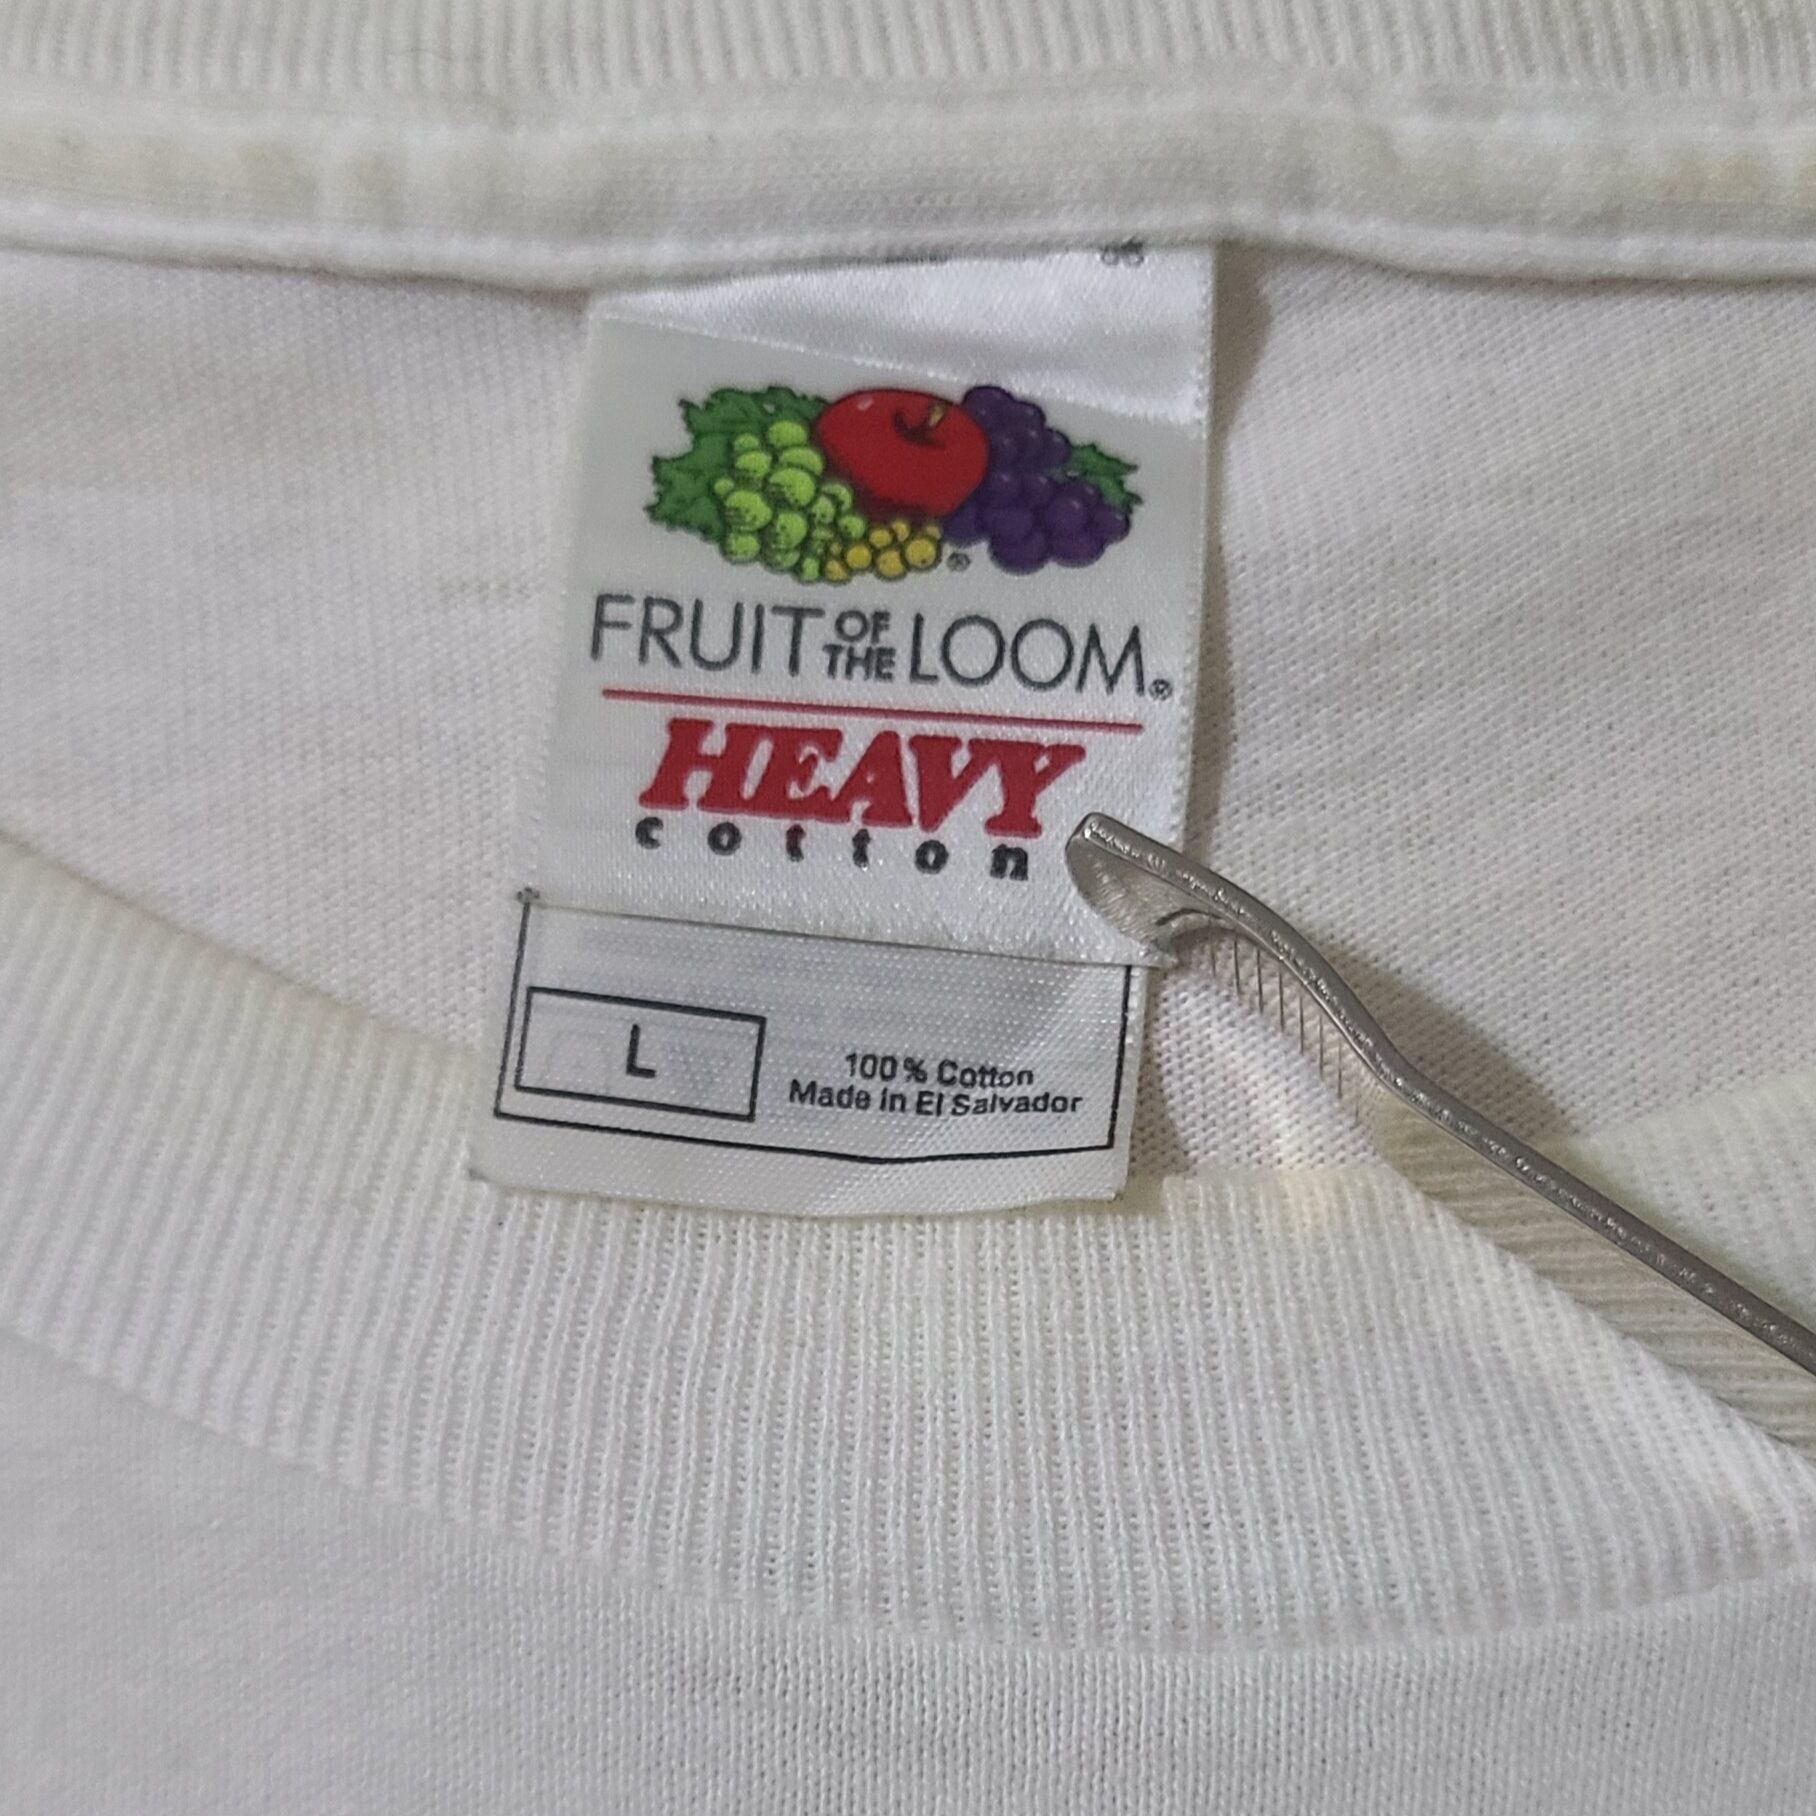 FRUIT OF THE LOOM®
HEAVY
cotton
L
100% Cotton
Made in El Salvador